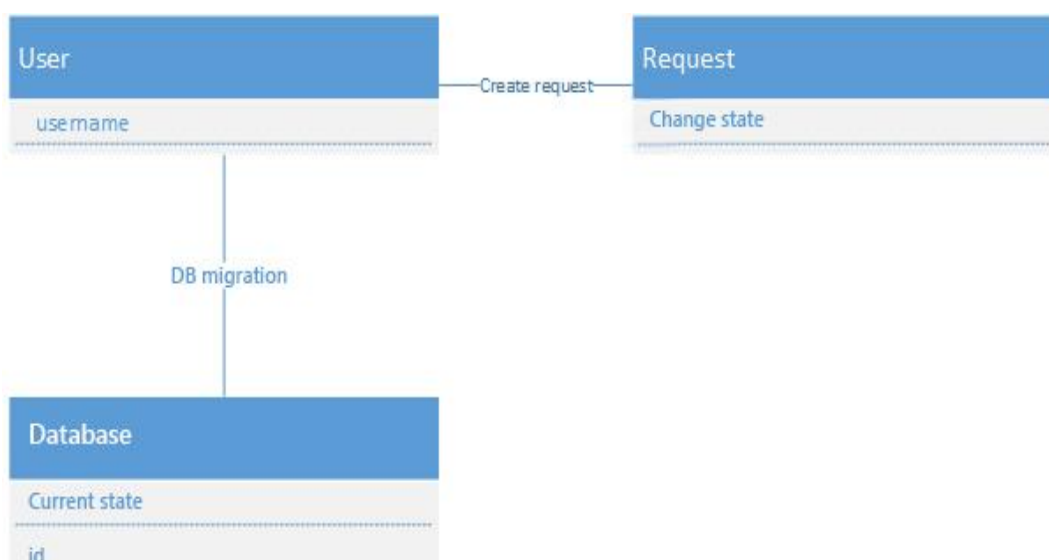 User
Request
Create request
username
Change state
DB migration
Database
Current state
id